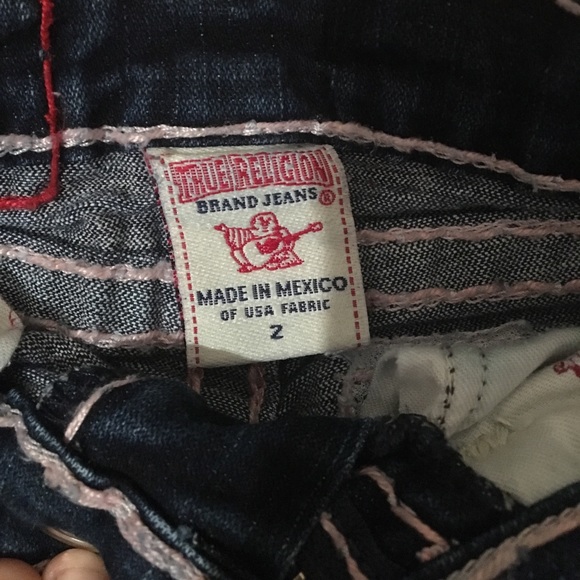 TRUE RELIGION
BRAND JEANS®
MADE IN MEXICO
OF USA FABRIC
2